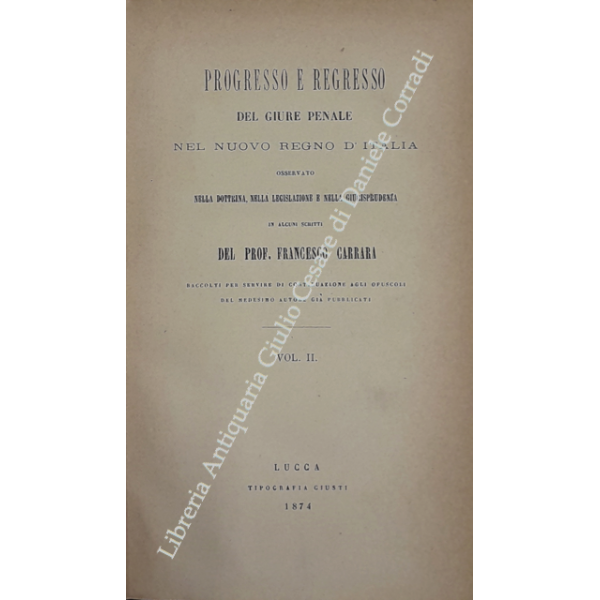 PROGRESSO E REGRESSO
DEL GIURE PENALE
NEL NUOVO REGNO D' ITALIA
OSSERVATO
NELLA DOTTRINA, NELLA LEGISLAZIONE E NELLA GIURISPRUDENZA
IN ALCUNI SCRITTI
DEL PROF. FRANCESCO CARRARA
RACCOLTI PER SERVIRE DI CONTINUAZIONE AGLI OPUSCOLI
DAL MEDESIMO AUTORE GIÀ PUBBLICATI
VOL. II.
LUCCA
TIPOGRAFIA GIUSTI
1874
Libreria Antiquaria Giulio Cesare di Daniele Corradi